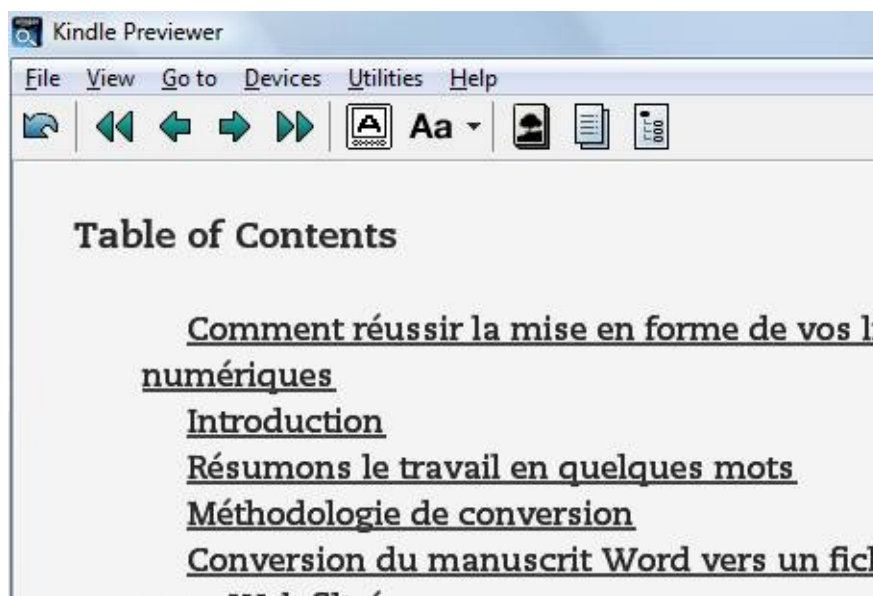 Kindle Previewer
File View Go to Devices Utilities Help
A Aa
Table of Contents
Comment réussir la mise en forme de vos
numériques
Introduction
Résumons le travail en quelques mots
Méthodologie de conversion
Conversion du manuscrit Word vers un